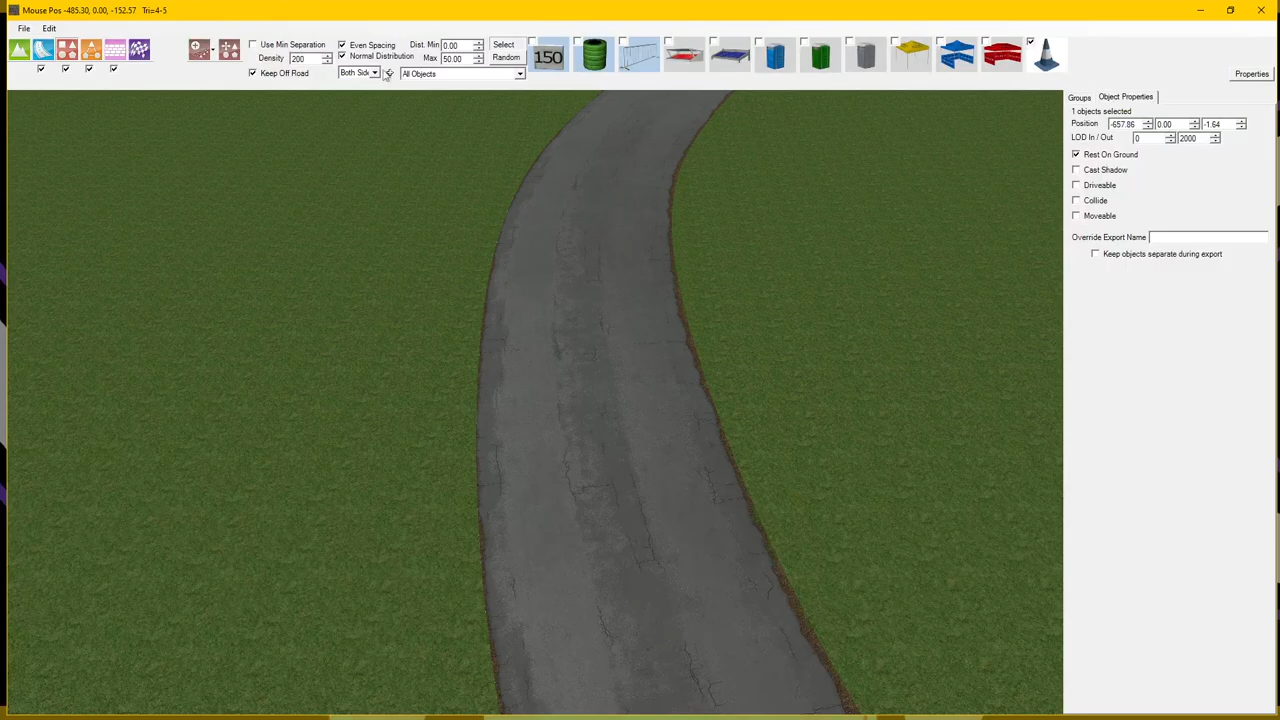 Mouse Pos -485.30, 0.00, -152.57 Tri=4-5
File Edit
Use Min Separation Even Spacing Dist. Min 0.00 Select
Density 200 Normal Distribution Max 50.00 Random
Keep Off Road Both Sid All Objects
150
Properties
Groups Object Properties
1 objects selected
Position -657.86 0.00 -1.64
LOD In / Out 0 2000
Rest On Ground
Cast Shadow
Driveable
Collide
Moveable
Override Export Name
Keep objects separate during export